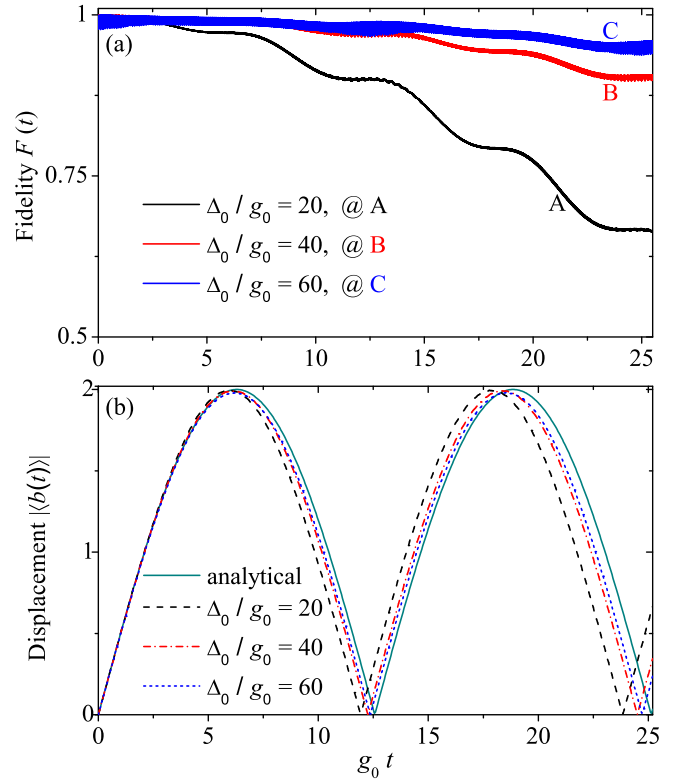 1
(a)
C
B
0.75
Fidelity F (t)
A
Δ₀ / g₀ = 20, @ A
Δ₀ / g₀ = 40, @ B
Δ₀ / g₀ = 60, @ C
0.5
0 5 10 15 20 25
2
(b)
1
Displacement |⟨b(t)⟩|
analytical
Δ₀ / g₀ = 20
Δ₀ / g₀ = 40
Δ₀ / g₀ = 60
0
0 5 10 15 20 25
g₀ t